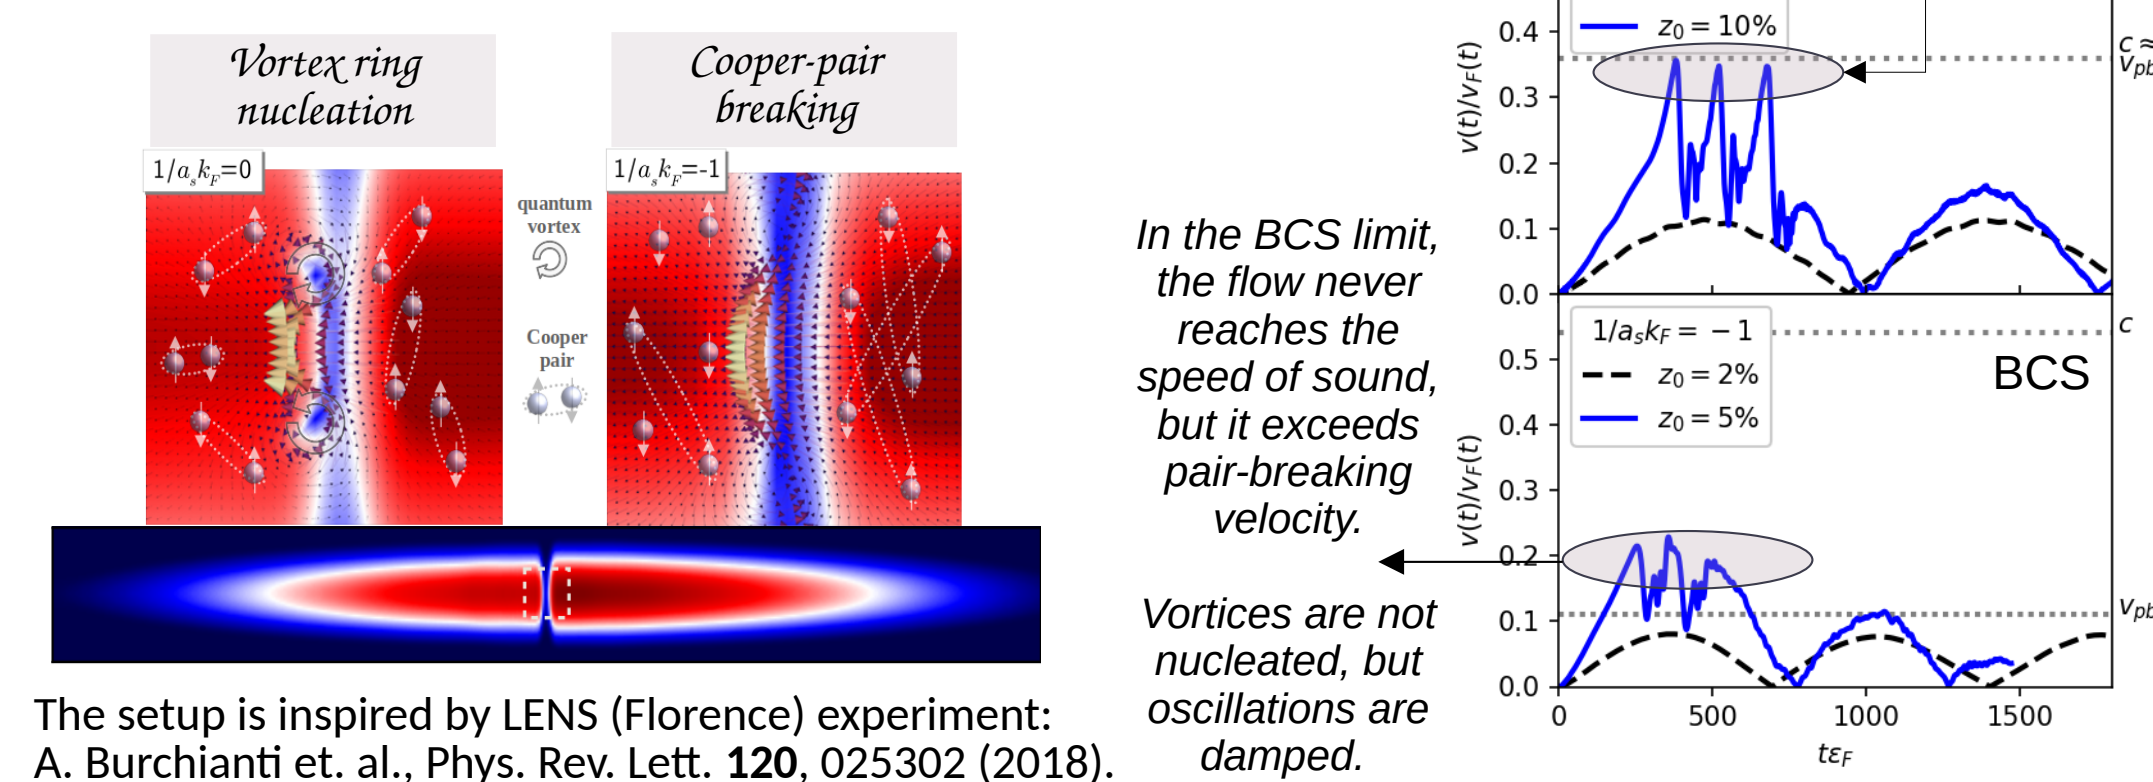 Vortex ring
nucleation
Cooper-pair
breaking
1/aₛk_F=0
1/aₛk_F=-1
quantum
vortex
Cooper
pair
The setup is inspired by LENS (Florence) experiment:
A. Burchianti et. al., Phys. Rev. Lett. 120, 025302 (2018).
In the BCS limit,
the flow never
reaches the
speed of sound,
but it exceeds
pair-breaking
velocity.
Vortices are not
nucleated, but
oscillations are
damped.
z₀ = 10%
c ≈
v_pb
v(t)/v_F(t)
0.4
0.3
0.2
0.1
0.0
1/aₛk_F = −1
z₀ = 2%
z₀ = 5%
BCS
c
v_pb
v(t)/v_F(t)
0.5
0.4
0.3
0.2
0.1
0.0
0 500 1000 1500
tε_F